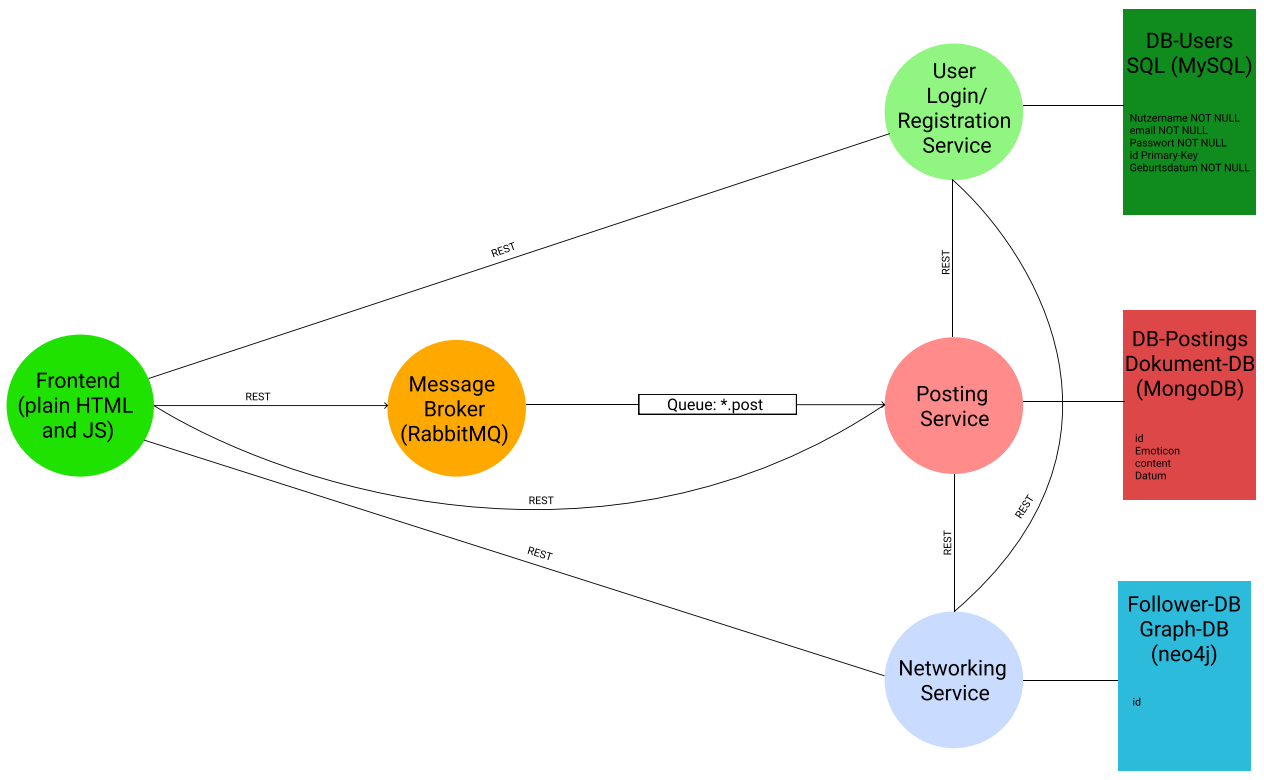 DB-Users
SQL (MySQL)
Nutzername NOT NULL
email NOT NULL
Passwort NOT NULL
id Primary-Key
Geburtsdatum NOT NULL
User
Login/
Registration
Service
REST
REST
Frontend
(plain HTML
and JS)
REST
Message
Broker
(RabbitMQ)
Queue: *.post
Posting
Service
DB-Postings
Dokument-DB
(MongoDB)
id
Emoticon
content
Datum
REST
REST
REST
REST
Networking
Service
Follower-DB
Graph-DB
(neo4j)
id